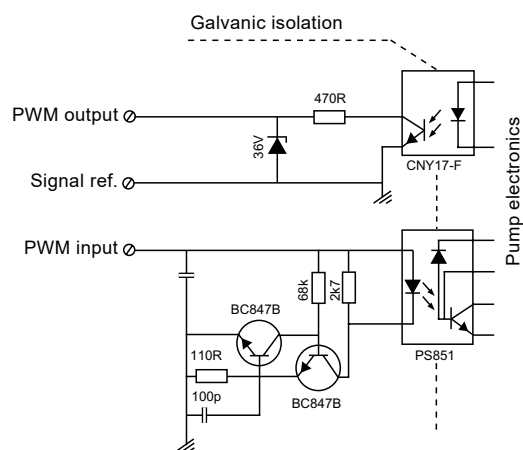 Galvanic isolation
PWM output
470R
36V
CNY17-F
Signal ref.
PWM input
Pump electronics
68k
2k7
BC847B
110R
100p
BC847B
PS851